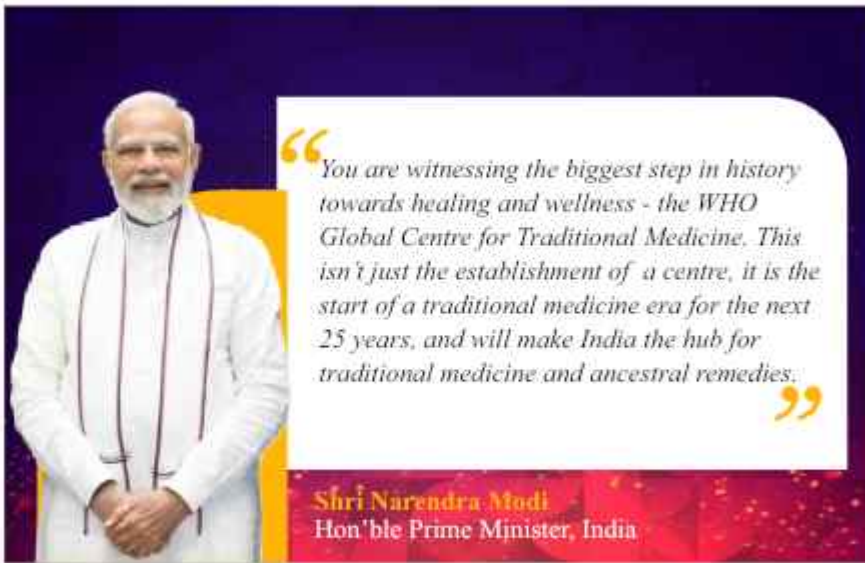 “You are witnessing the biggest step in history
towards healing and wellness - the WHO
Global Centre for Traditional Medicine. This
isn't just the establishment of a centre, it is the
start of a traditional medicine era for the next
25 years, and will make India the hub for
traditional medicine and ancestral remedies.”
Shri Narendra Modi
Hon'ble Prime Minister, India